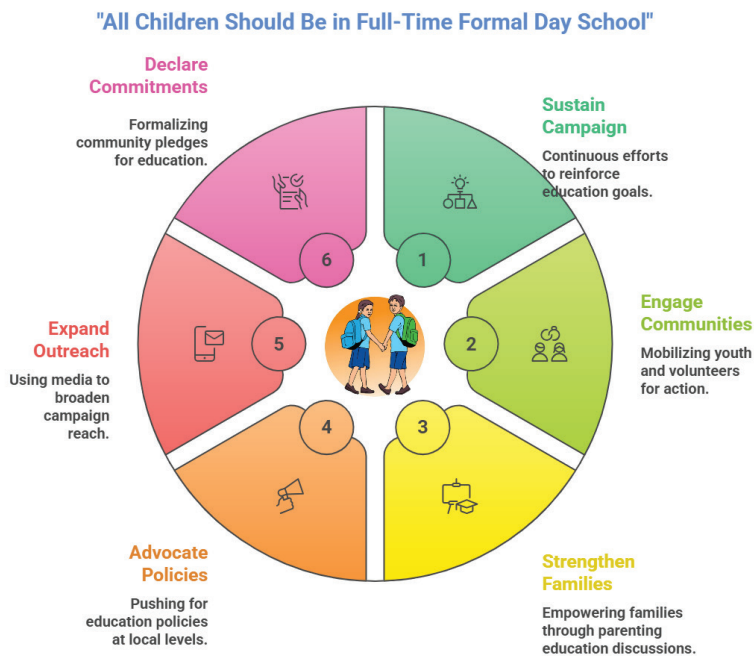 "All Children Should Be in Full-Time Formal Day School"
Declare
Commitments
Formalizing
community pledges
for education.
Sustain
Campaign
Continuous efforts
to reinforce
education goals.
6
1
Expand
Outreach
Using media to
broaden
campaign
reach.
5
2
Engage
Communities
Mobilizing youth
and volunteers
for action.
4
3
Advocate
Policies
Pushing for
education policies
at local levels.
Strengthen
Families
Empowering families
through parenting
education discussions.